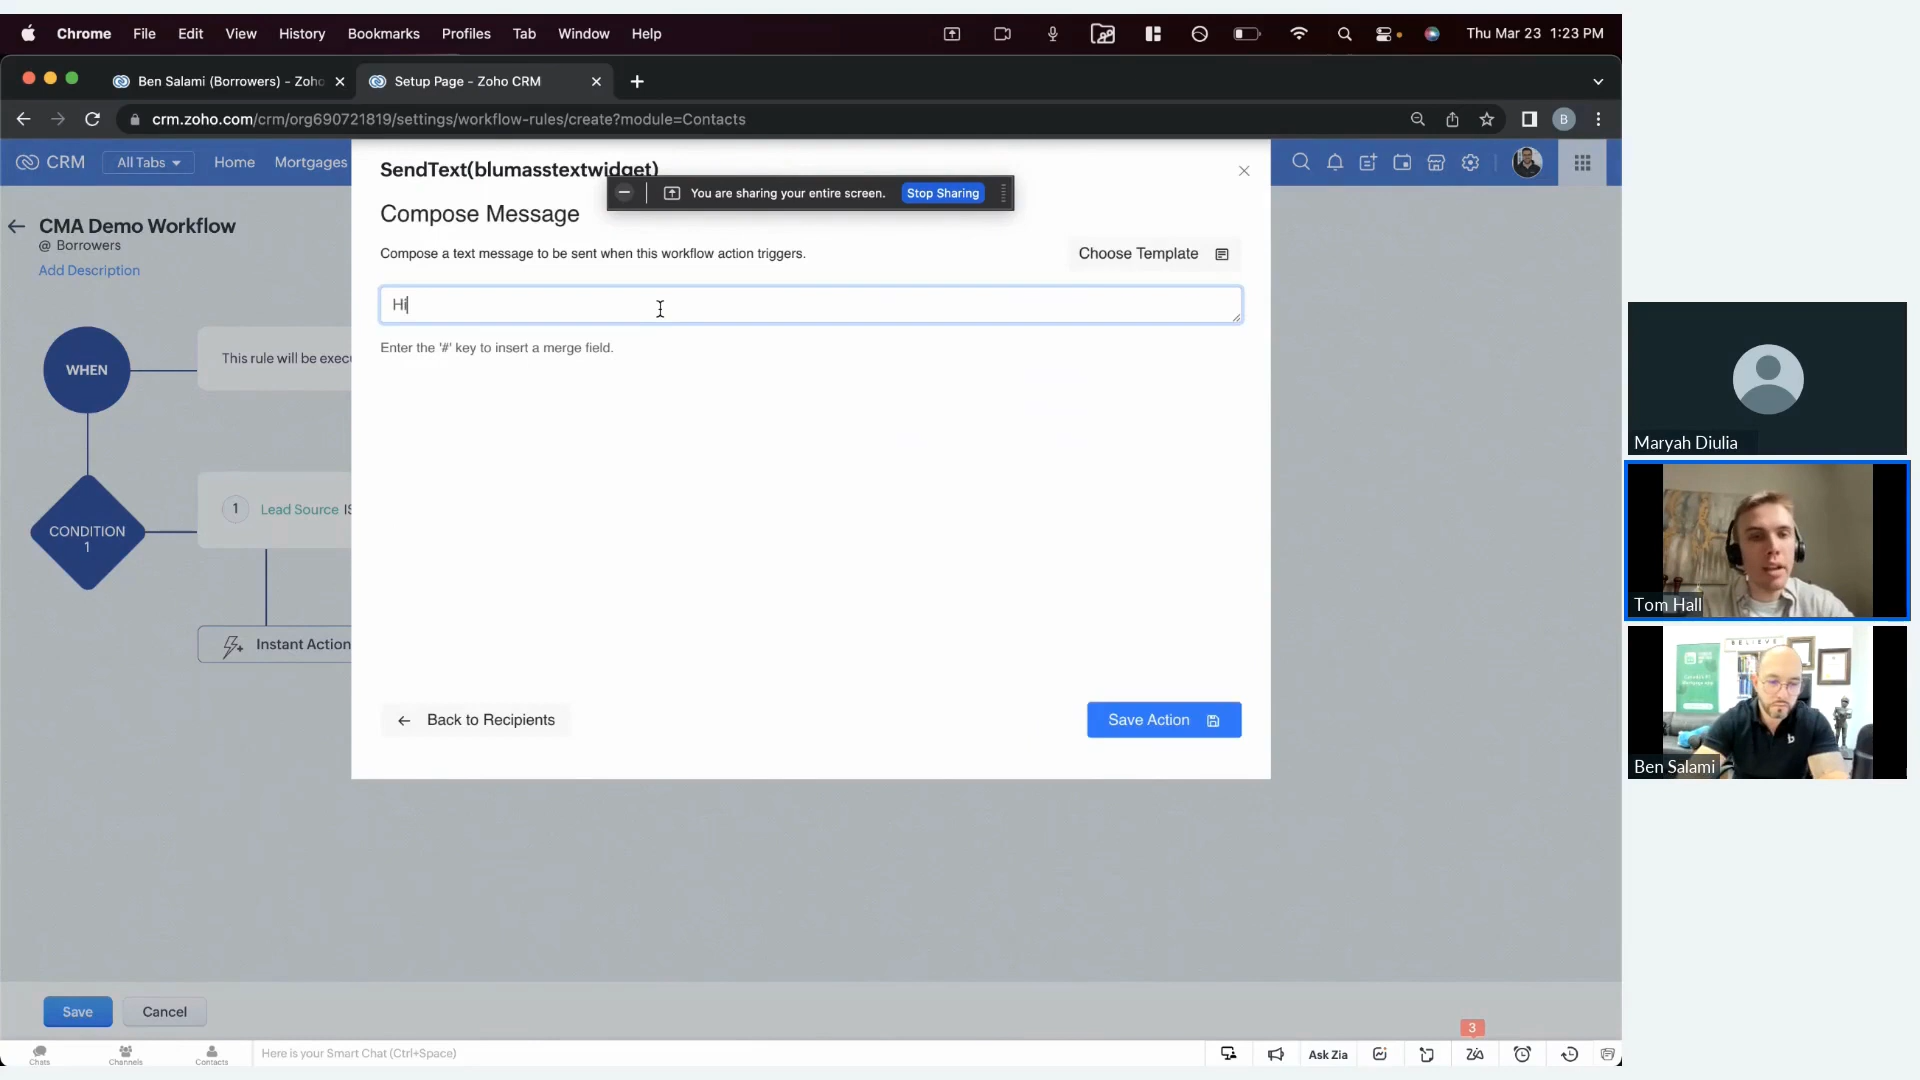 Chrome File Edit View History Bookmarks Profiles Tab Window Help
Thu Mar 23 1:23 PM
Ben Salami (Borrowers) - Zoho
Setup Page - Zoho CRM
crm.zoho.com/crm/org690721819/settings/workflow-rules/create?module=Contacts
B
CRM
All Tabs
Home
Mortgages
SendText(blumasstextwidget)
You are sharing your entire screen.
Stop Sharing
Compose Message
Compose a text message to be sent when this workflow action triggers.
Choose Template
Hi
Enter the '#' key to insert a merge field.
Back to Recipients
Save Action
CMA Demo Workflow
@ Borrowers
Add Description
WHEN
This rule will be exec
CONDITION
1
1
Lead Source IS
Instant Action
Save
Cancel
Chats
Channels
Contacts
Here is your Smart Chat (Ctrl+Space)
Ask Zia
3
Maryah Diulia
Tom Hall
BELIEVE
Ben Salami